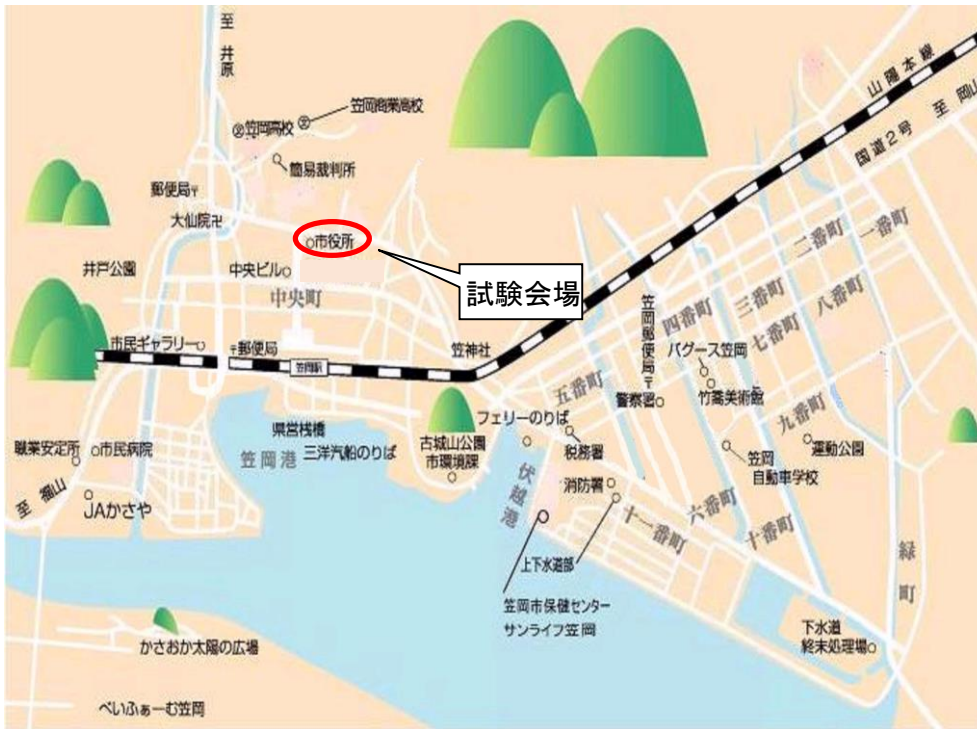 至井原
笠岡商業高校
笠岡高校
簡易裁判所
郵便局〒
大仙院卍
市役所
井戸公園
中央ビル
中央町
試験会場
山陽本線
国道2号
至岡山
一番町
二番町
三番町
四番町
五番町
八番町
七番町
九番町
笠岡郵便局〒
バグース笠岡
竹喬美術館
警察署
市民ギャラリー
〒郵便局
笠岡駅
笠神社
フェリーのりば
税務署
運動公園
笠岡
自動車学校
県営桟橋
三洋汽船のりば
笠岡港
古城山公園
市環境課
職業安定所
市民病院
至福山
JAかさや
伏越港
消防署
上下水道部
十一番町
六番町
十番町
緑町
笠岡市保健センター
サンライフ笠岡
下水道
終末処理場
かさおか太陽の広場
べいふぁーむ笠岡